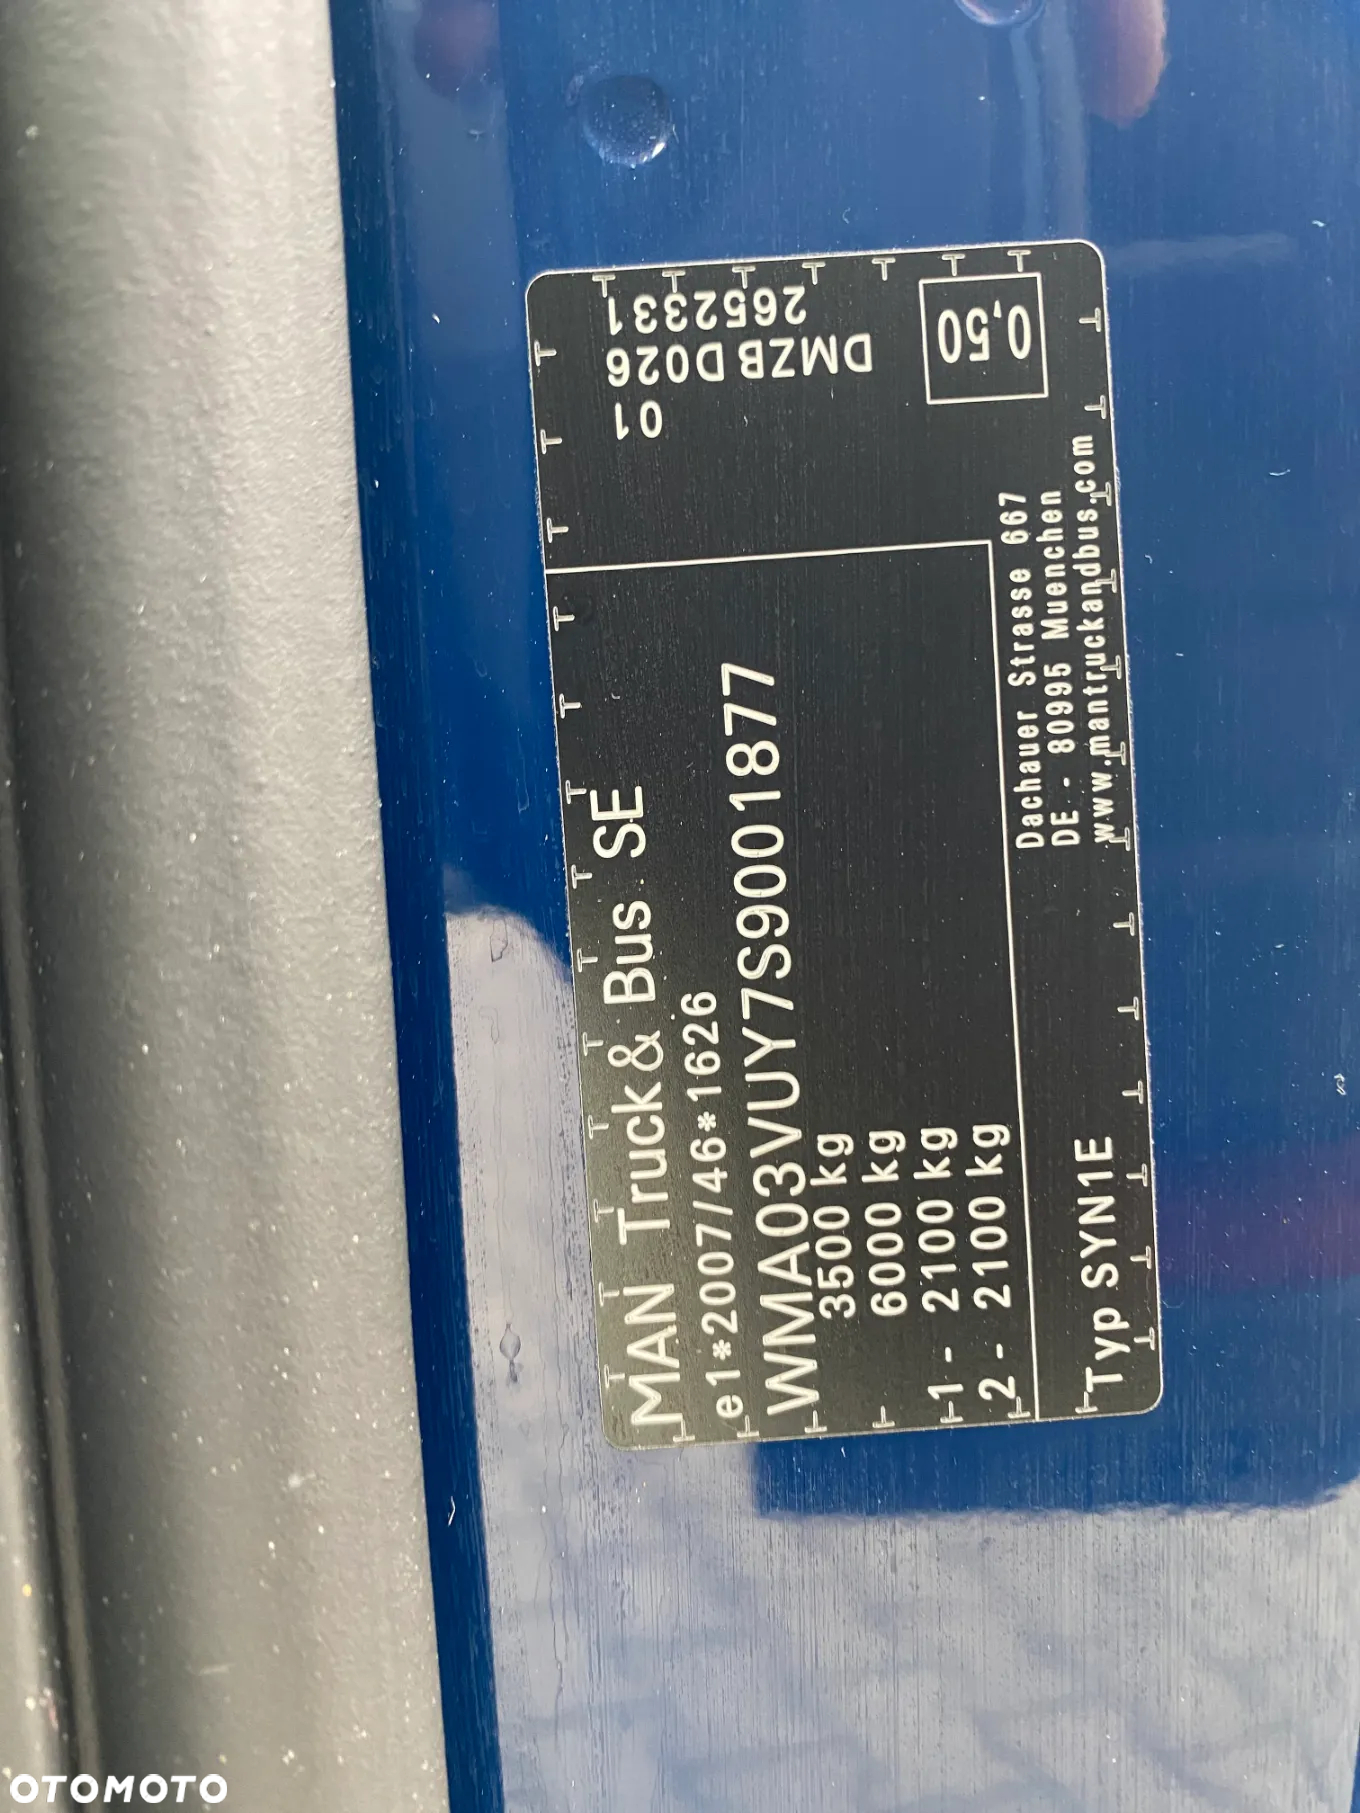 MAN Truck & Bus SE
e1*2007/46*1626
WMA03VUY7S9001877
3500 kg
6000 kg
1 - 2100 kg
2 - 2100 kg
Typ SYN1E
Dachauer Strasse 667
DE - 80995 Muenchen
www.mantruckandbus.com
01
DMZB D026
2652331
0,50
OTOMOTO